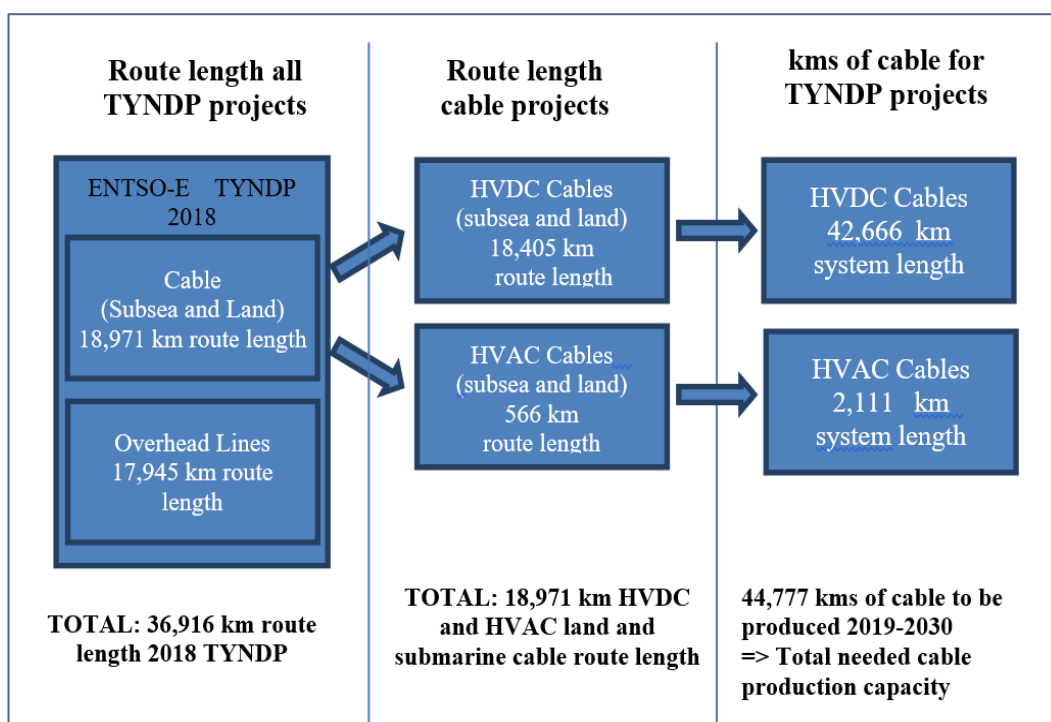 Route length all
TYNDP projects
ENTSO-E TYNDP
2018
Cable
(Subsea and Land)
18,971 km route length
Overhead Lines
17,945 km route
length
TOTAL: 36,916 km route
length 2018 TYNDP
Route length
cable projects
HVDC Cables
(subsea and land)
18,405 km
route length
HVAC Cables
(subsea and land)
566 km
route length
TOTAL: 18,971 km HVDC
and HVAC land and
submarine cable route length
kms of cable for
TYNDP projects
HVDC Cables
42,666 km
system length
HVAC Cables
2,111 km
system length
44,777 kms of cable to be
produced 2019-2030
=> Total needed cable
production capacity